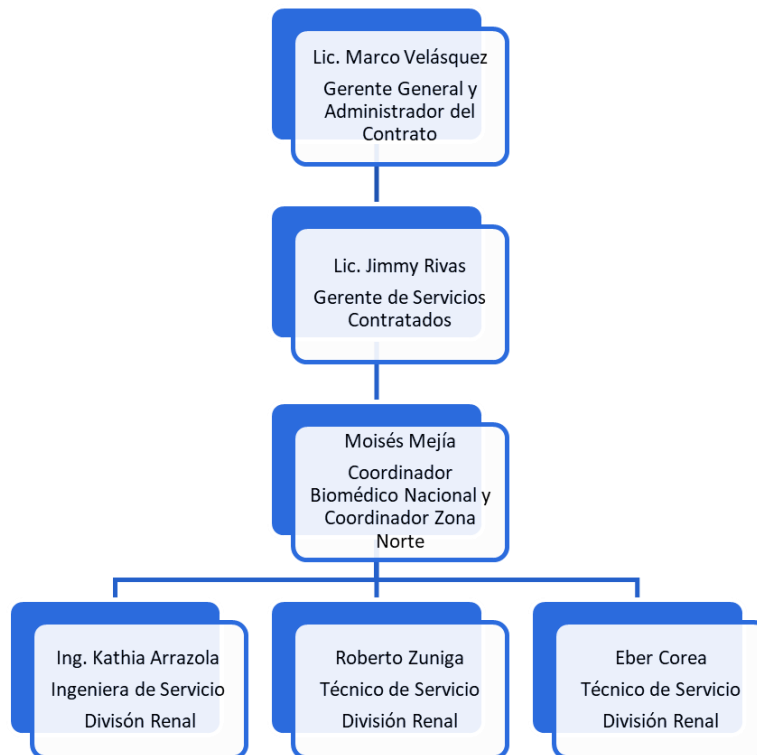 Lic. Marco Velásquez
Gerente General y
Administrador del
Contrato
Lic. Jimmy Rivas
Gerente de Servicios
Contratados
Moisés Mejía
Coordinador
Biomédico Nacional y
Coordinador Zona
Norte
Ing. Kathia Arrazola
Ingeniera de Servicio
Divisón Renal
Roberto Zuniga
Técnico de Servicio
División Renal
Eber Corea
Técnico de Servicio
División Renal